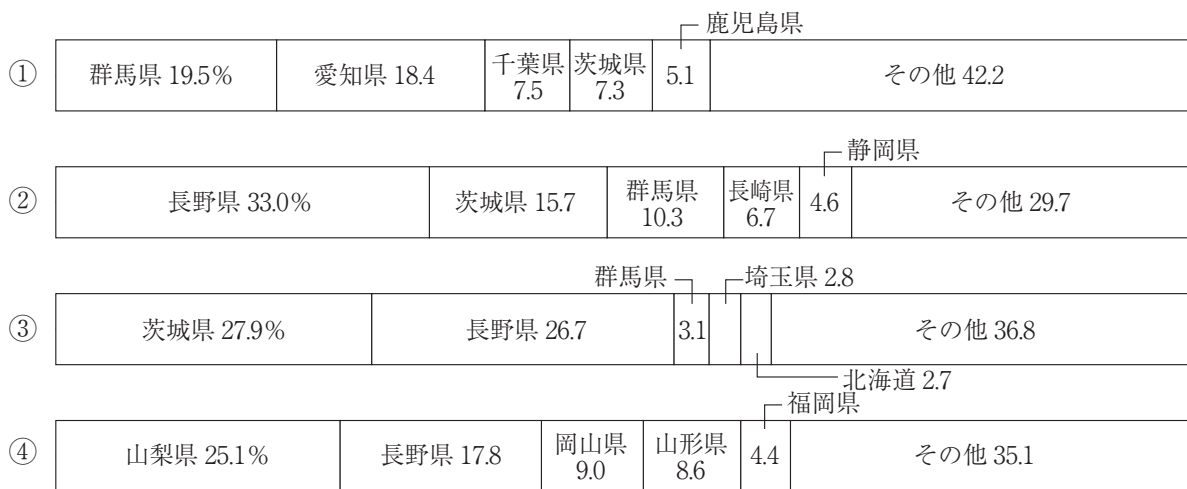 鹿児島県
① 群馬県 19.5% 愛知県 18.4 千葉県 7.5 茨城県 7.3 5.1 その他 42.2
静岡県
② 長野県 33.0% 茨城県 15.7 群馬県 10.3 長崎県 6.7 4.6 その他 29.7
群馬県 埼玉県 2.8
③ 茨城県 27.9% 長野県 26.7 3.1 その他 36.8
北海道 2.7
福岡県
④ 山梨県 25.1% 長野県 17.8 岡山県 9.0 山形県 8.6 4.4 その他 35.1